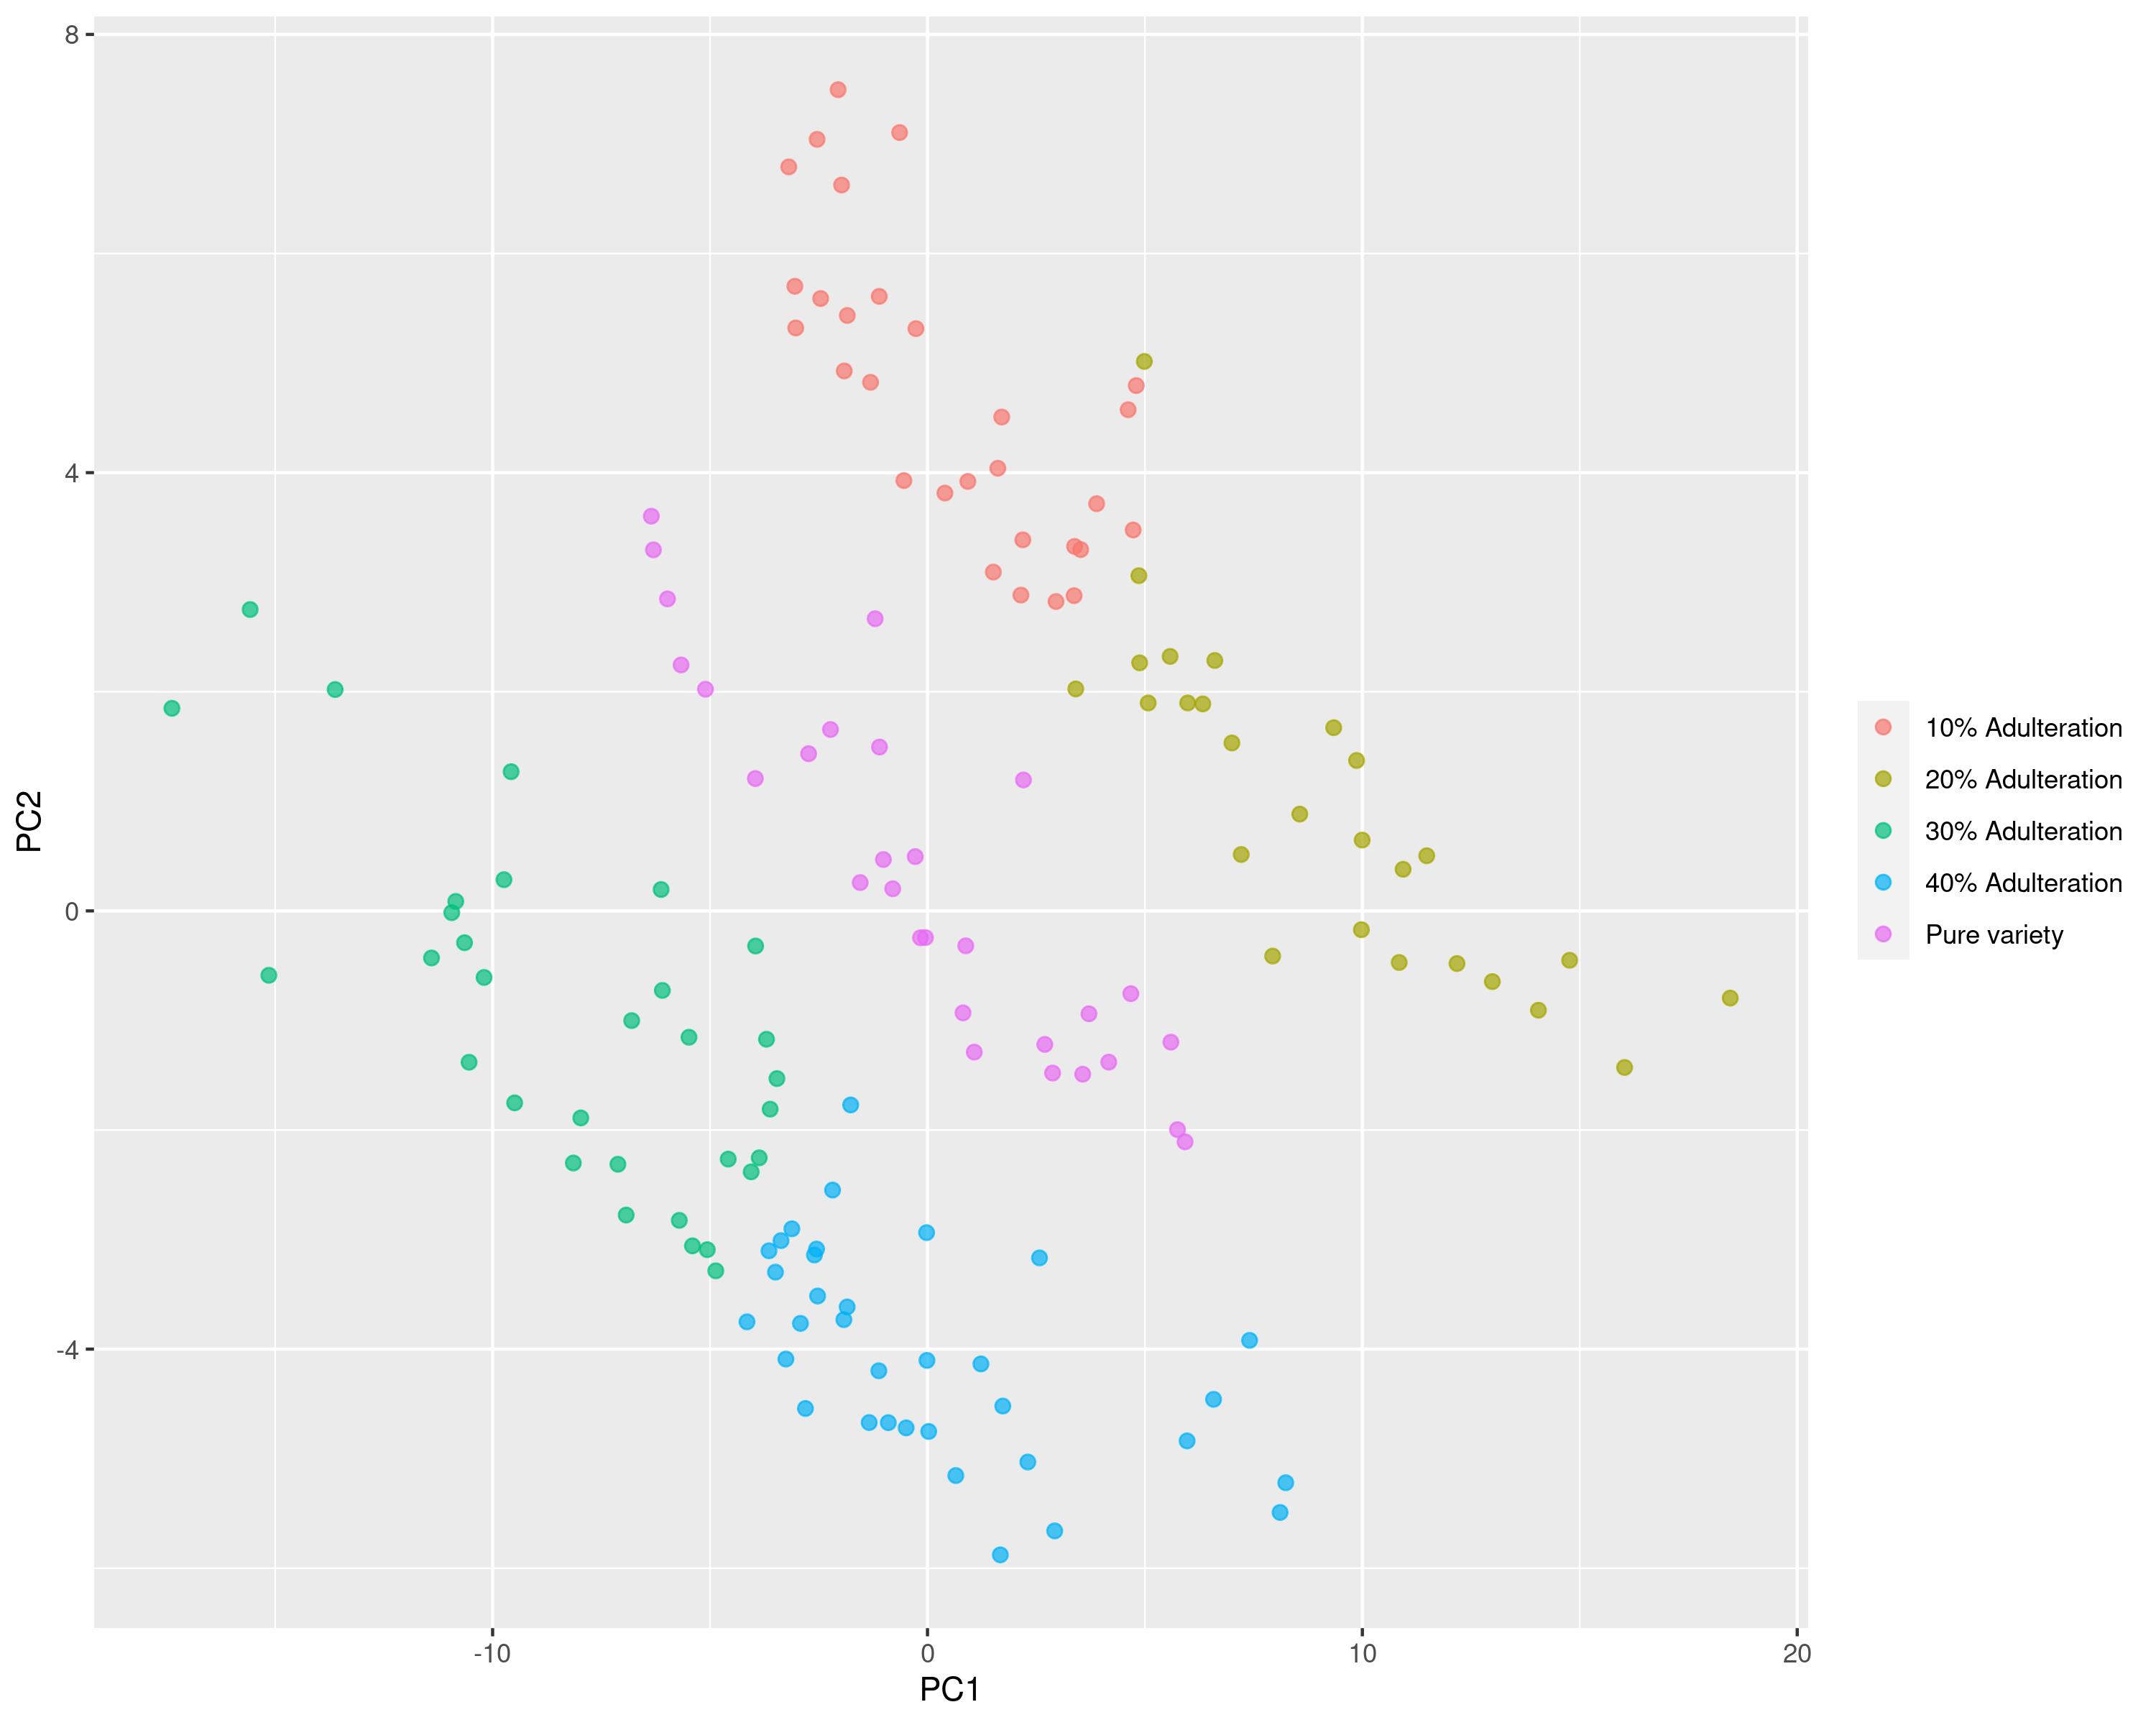 8
4
0
-4
PC2
-10
0
10
20
PC1
10% Adulteration
20% Adulteration
30% Adulteration
40% Adulteration
Pure variety